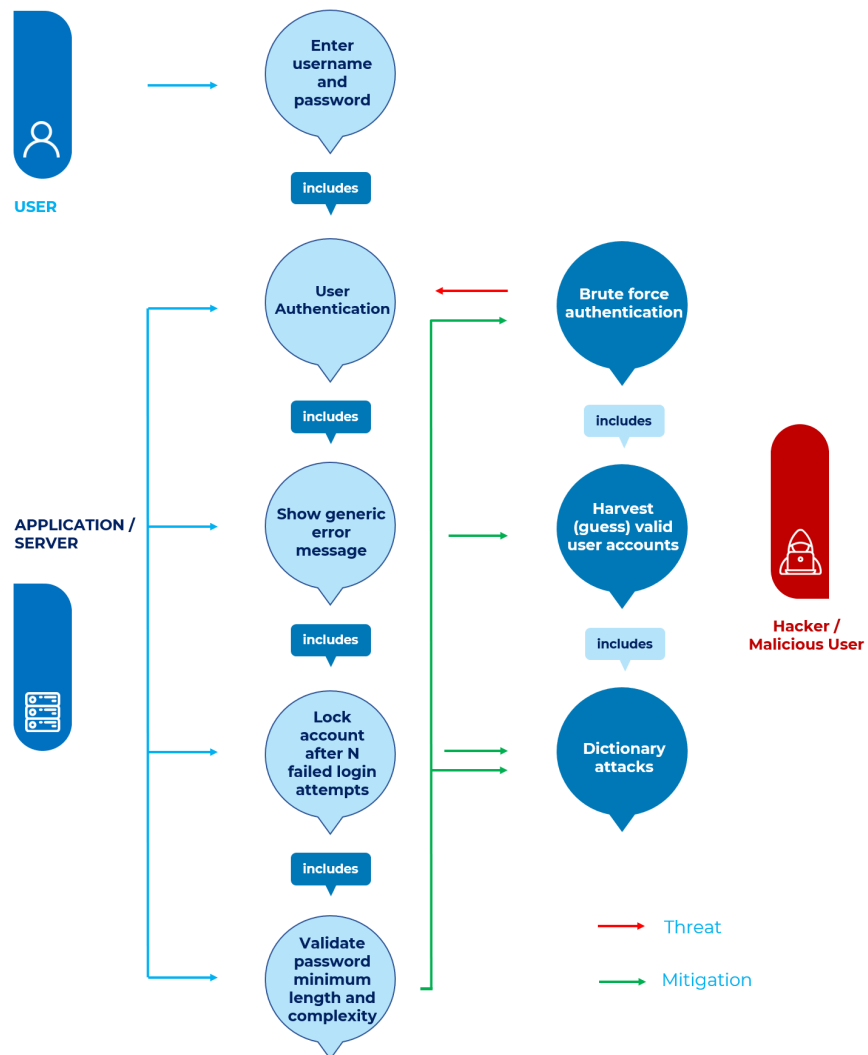 Enter
username
and
password
USER
includes
User
Authentication
Brute force
authentication
includes
includes
APPLICATION /
SERVER
Show generic
error
message
Harvest
(guess) valid
user accounts
Hacker /
Malicious User
includes
includes
Lock
account
after N
failed login
attempts
Dictionary
attacks
includes
Validate
password
minimum
length and
complexity
Threat
Mitigation